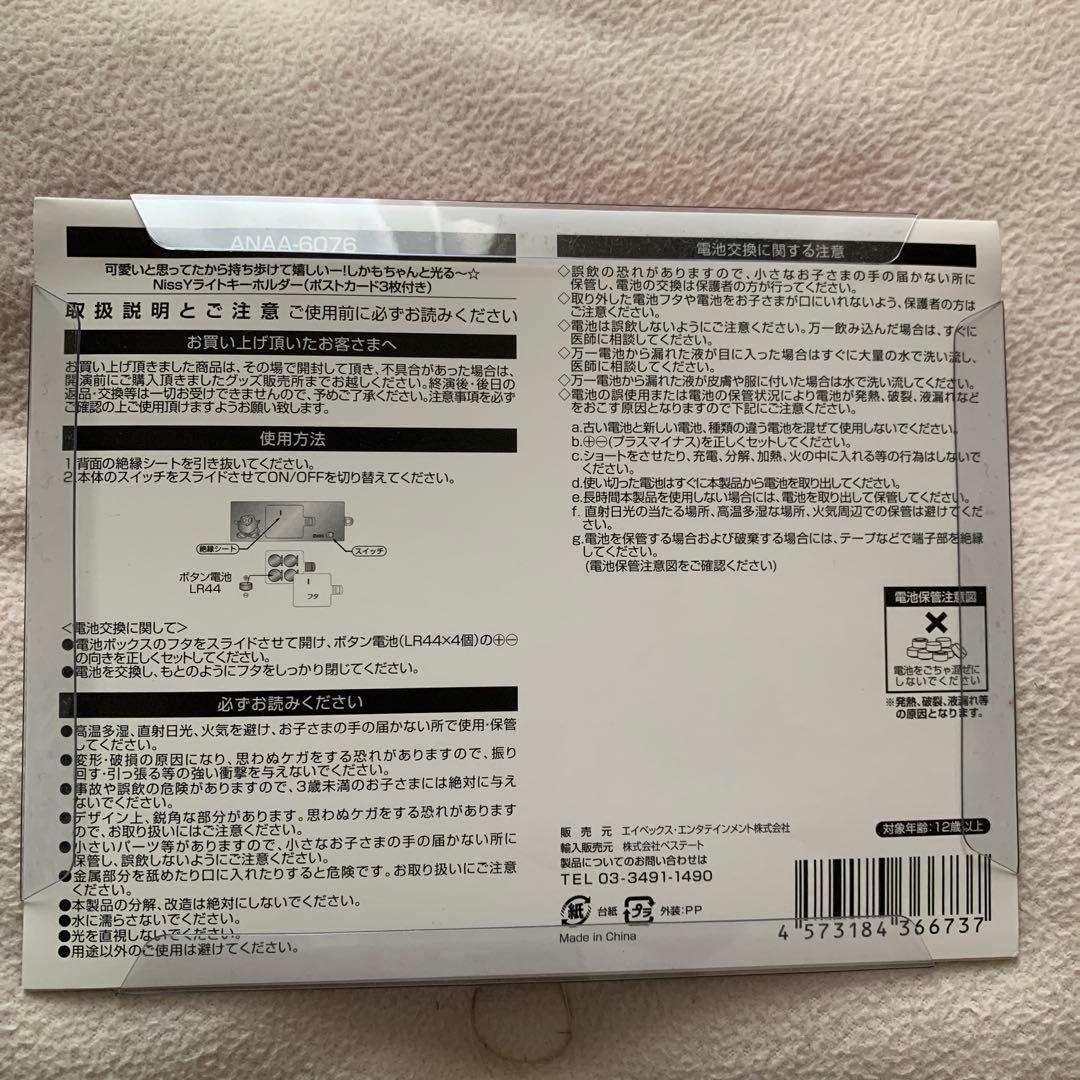 ANAA-6076
可愛いと思ってたから持ち歩けて嬉しいー!しかもちゃんと光る〜☆
NissYライトキーホルダー(ポストカード3枚付き)
取扱説明とご注意 ご使用前に必ずお読みください
お買い上げ頂いたお客さまへ
お買い上げ頂きました商品は、その場で開封して頂き、不具合があった場合は、
開演前にご購入頂きましたグッズ販売所までお越しください。終演後・後日の
返品・交換等は一切お受けできませんので、予めご了承ください。注意事項を必ず
ご確認の上ご使用頂けますようお願い致します。
使用方法
1.背面の絶縁シートを引き抜いてください。
2.本体のスイッチをスライドさせてON/OFFを切り替えてください。
絶縁シート
スイッチ
ボタン電池
LR44
フタ
<電池交換に関して>
●電池ボックスのフタをスライドさせて開け、ボタン電池(LR44×4個)の⊕⊖
の向きを正しくセットしてください。
●電池を交換し、もとのようにフタをしっかり閉じてください。
必ずお読みください
●高温多湿、直射日光、火気を避け、お子さまの手の届かない所で使用・保管
してください。
●変形・破損の原因になり、思わぬケガをする恐れがありますので、振り
回す・引っ張る等の強い衝撃を与えないでください。
●事故や誤飲の危険がありますので、3歳未満のお子さまには絶対に与え
ないでください。
●デザイン上、鋭角な部分があります。思わぬケガをする恐れがあります
ので、お取り扱いにはご注意ください。
●小さいパーツ等がありますので、小さなお子さまの手の届かない所に
保管し、誤飲しないようにご注意ください。
●金属部分を舐めたり口に入れたりすると危険です。お取り扱いにご注意
ください。
●本製品の分解、改造は絶対にしないでください。
●水に濡らさないでください。
●光を直視しないでください。
●用途以外のご使用は避けてください。
電池交換に関する注意
◇誤飲の恐れがありますので、小さなお子さまの手の届かない所に
保管し、電池の交換は保護者の方が行ってください。
◇取り外した電池フタや電池をお子さまが口にいれないよう、保護者の方は
ご注意ください。
◇電池は誤飲しないようにご注意ください。万一飲み込んだ場合は、すぐに
医師に相談してください。
◇万一電池から漏れた液が目に入った場合はすぐに大量の水で洗い流し、
医師に相談してください。
◇万一電池から漏れた液が皮膚や服に付いた場合は水で洗い流してください。
◇電池の誤使用または電池の保管状況により電池が発熱、破裂、液漏れなど
をおこす原因となりますので下記にご注意ください。
a.古い電池と新しい電池、種類の違う電池を混ぜて使用しないでください。
b.⊕⊖(プラスマイナス)を正しくセットしてください。
c.ショートをさせたり、充電、分解、加熱、火の中に入れる等の行為はしないで
ください。
d.使い切った電池はすぐに本製品から電池を取り出してください。
e.長時間本製品を使用しない場合には、電池を取り出して保管してください。
f.直射日光の当たる場所、高温多湿な場所、火気周辺での保管は避けてくだ
さい。
g.電池を保管する場合および破棄する場合には、テープなどで端子部を絶縁
してください。
(電池保管注意図をご確認ください)
電池保管注意図
電池をごちゃ混ぜに
しないでください
※発熱、破裂、液漏れ等
の原因となります。
販売元 エイベックス・エンタテインメント株式会社
輸入販売元 株式会社ベステート
製品についてのお問い合わせは
TEL 03-3491-1490
紙 台紙 プラ 外装:PP
Made in China
対象年齢:12歳以上
4 573184 366737